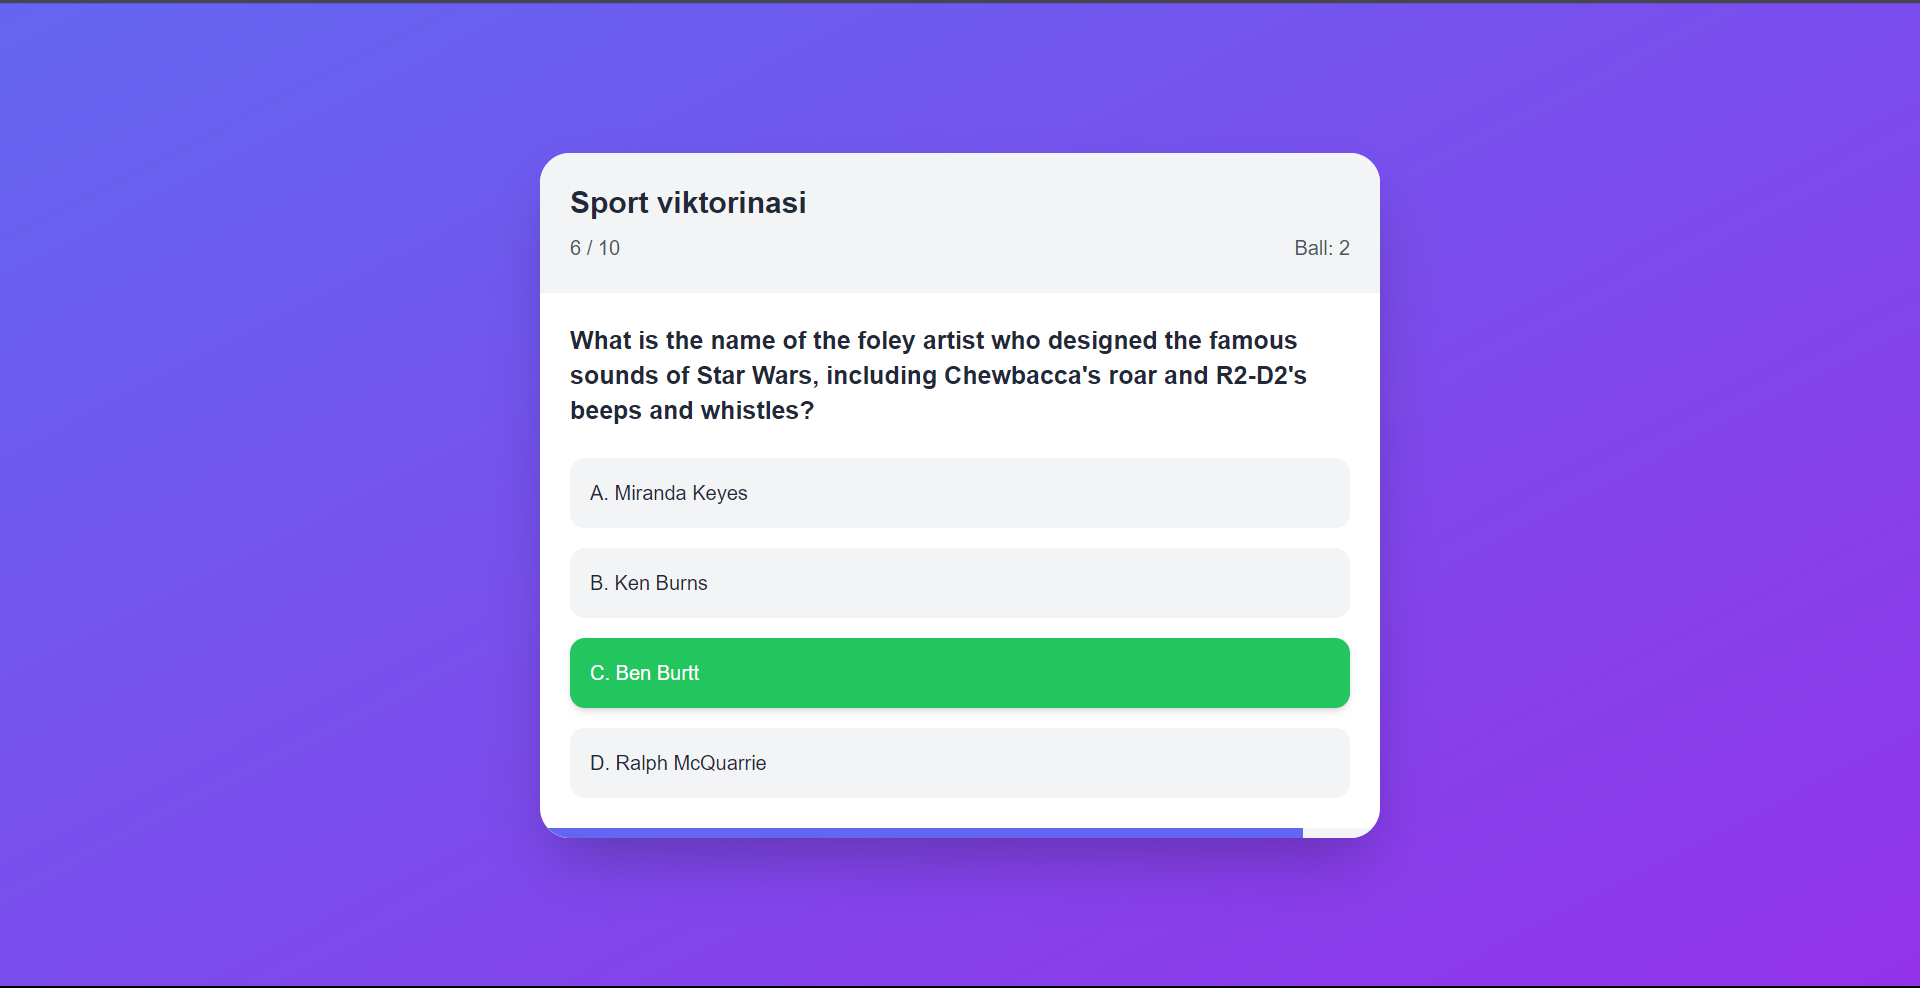 Sport viktorinasi
6 / 10
Ball: 2
What is the name of the foley artist who designed the famous
sounds of Star Wars, including Chewbacca's roar and R2-D2's
beeps and whistles?
A. Miranda Keyes
B. Ken Burns
C. Ben Burtt
D. Ralph McQuarrie